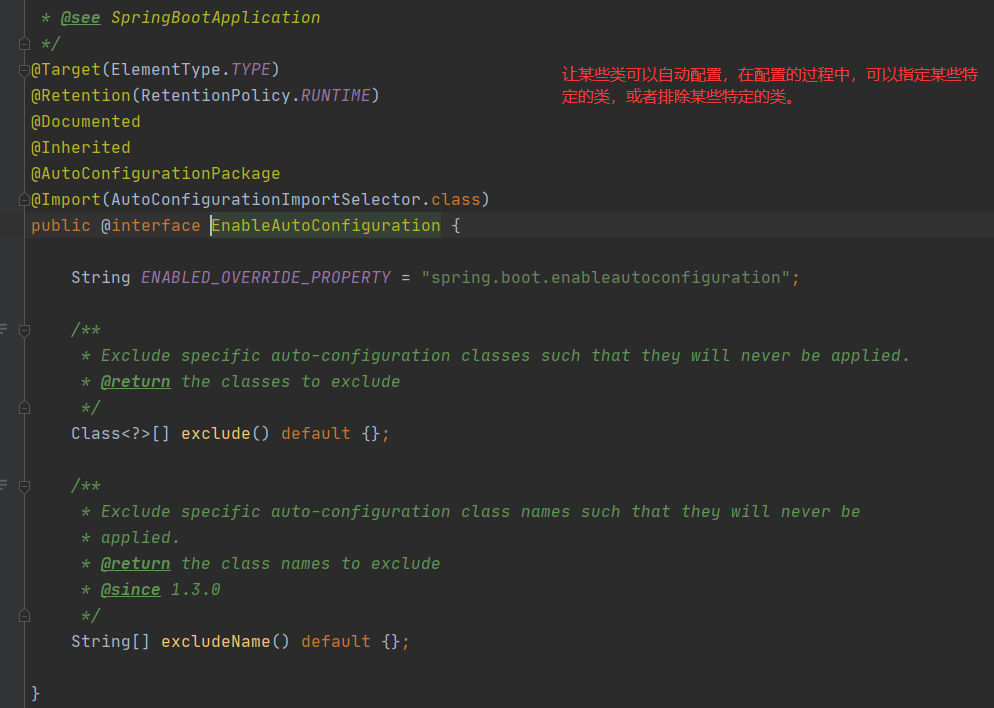 * @see SpringBootApplication
 */
@Target(ElementType.TYPE)
@Retention(RetentionPolicy.RUNTIME)
让某些类可以自动配置，在配置的过程中，可以指定某些特
定的类，或者排除某些特定的类。
@Documented
@Inherited
@AutoConfigurationPackage
@Import(AutoConfigurationImportSelector.class)
public @interface EnableAutoConfiguration {
    String ENABLED_OVERRIDE_PROPERTY = "spring.boot.enableautoconfiguration";
    /**
     * Exclude specific auto-configuration classes such that they will never be applied.
     * @return the classes to exclude
     */
    Class<?>[] exclude() default {};
    /**
     * Exclude specific auto-configuration class names such that they will never be
     * applied.
     * @return the class names to exclude
     * @since 1.3.0
     */
    String[] excludeName() default {};
}